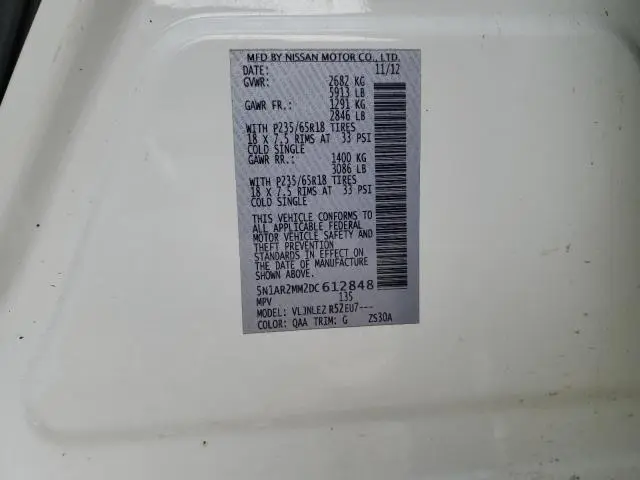 MFD BY NISSAN MOTOR CO., LTD.
DATE: 11/12
GVWR: 2682 KG
5913 LB
GAWR FR.: 1291 KG
2846 LB
WITH P235/65R18 TIRES
18 X 7.5 RIMS AT 33 PSI
COLD SINGLE
GAWR RR.: 1400 KG
3086 LB
WITH P235/65R18 TIRES
18 X 7.5 RIMS AT 33 PSI
COLD SINGLE
THIS VEHICLE CONFORMS TO
ALL APPLICABLE FEDERAL
MOTOR VEHICLE SAFETY AND
THEFT PREVENTION
STANDARDS IN EFFECT ON
THE DATE OF MANUFACTURE
SHOWN ABOVE.
5N1AR2MM2DC612848
MPV 135
MODEL: VLJNLEZ R52EU7---
COLOR: QAA TRIM: G ZS30A